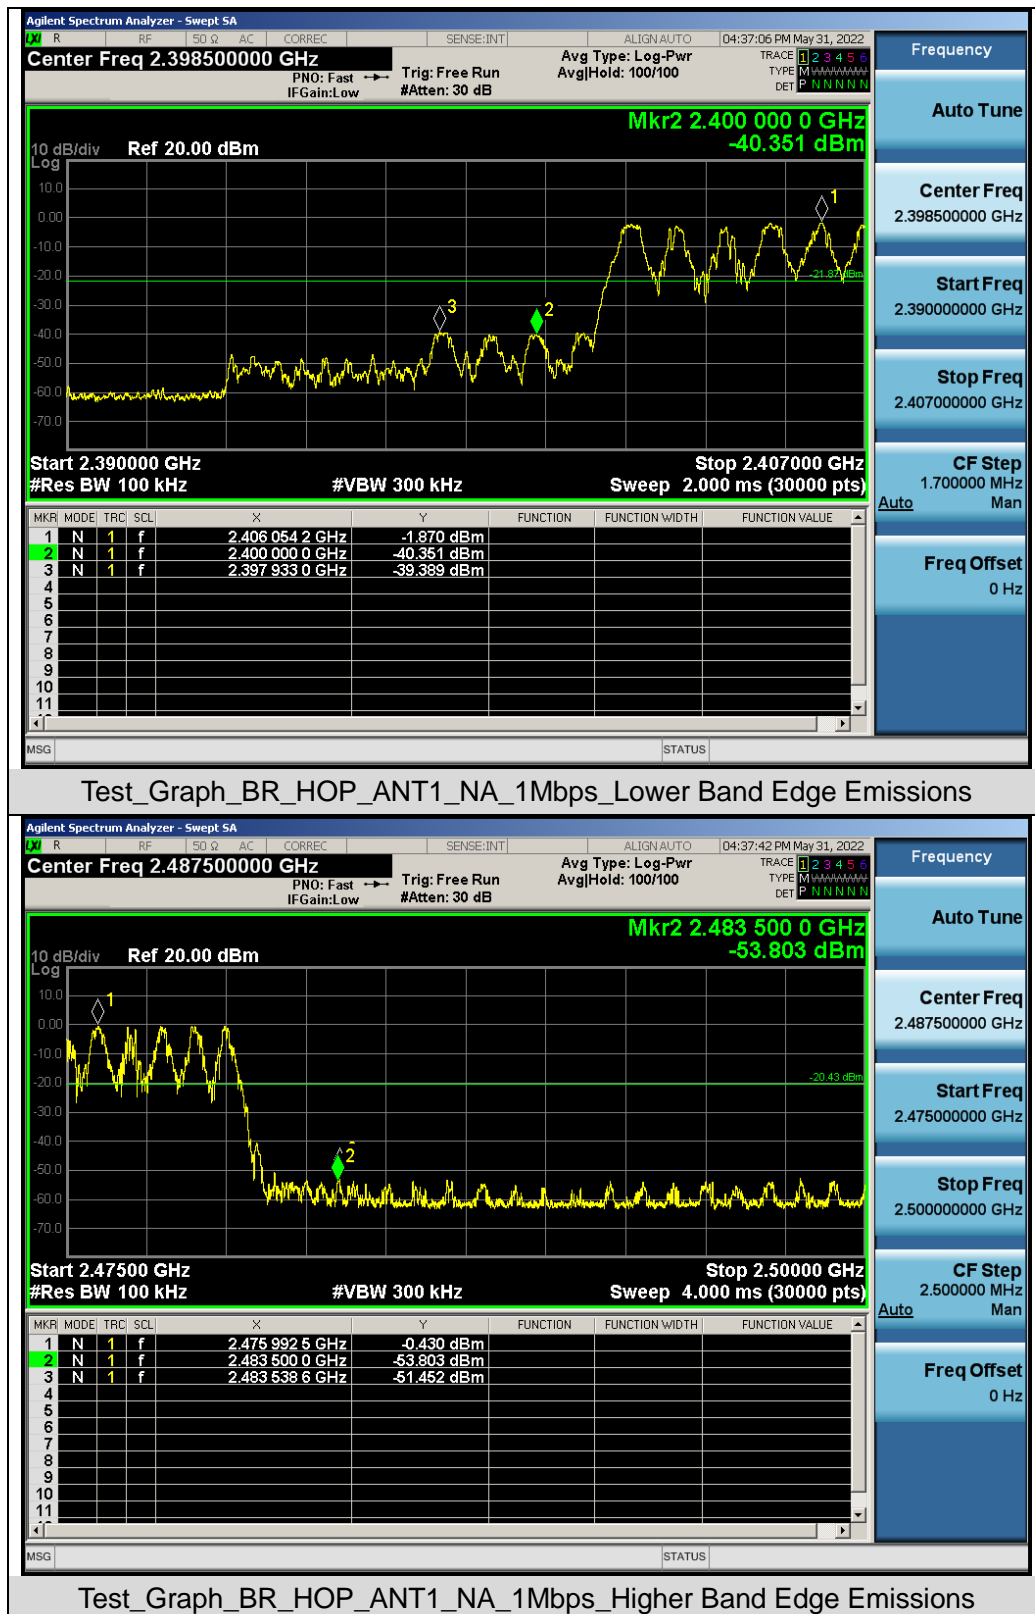 Agilent Spectrum Analyzer - Swept SA
LXI R RF 50 Ω AC CORREC SENSE:INT ALIGN AUTO 04:37:06 PM May 31, 2022
Center Freq 2.398500000 GHz
PNO: Fast
IFGain:Low
Trig: Free Run
#Atten: 30 dB
Avg Type: Log-Pwr
Avg|Hold: 100/100
TRACE 1 2 3 4 5 6
TYPE M WWWWW
DET P N N N N N
Mkr2 2.400 000 0 GHz
-40.351 dBm
10 dB/div Ref 20.00 dBm
Log
10.0
0.00
-10.0
-20.0
-30.0
-40.0
-50.0
-60.0
-70.0
1
-21.87 dBm
3
2
Start 2.390000 GHz Stop 2.407000 GHz
#Res BW 100 kHz #VBW 300 kHz Sweep 2.000 ms (30000 pts)
MKR MODE TRC SCL X Y FUNCTION FUNCTION WIDTH FUNCTION VALUE
1 N 1 f 2.406 054 2 GHz -1.870 dBm
2 N 1 f 2.400 000 0 GHz -40.351 dBm
3 N 1 f 2.397 933 0 GHz -39.389 dBm
4
5
6
7
8
9
10
11
MSG STATUS
Frequency
Auto Tune
Center Freq
2.398500000 GHz
Start Freq
2.390000000 GHz
Stop Freq
2.407000000 GHz
CF Step
1.700000 MHz
Auto Man
Freq Offset
0 Hz
Test_Graph_BR_HOP_ANT1_NA_1Mbps_Lower Band Edge Emissions
Agilent Spectrum Analyzer - Swept SA
LXI R RF 50 Ω AC CORREC SENSE:INT ALIGN AUTO 04:37:42 PM May 31, 2022
Center Freq 2.487500000 GHz
PNO: Fast
IFGain:Low
Trig: Free Run
#Atten: 30 dB
Avg Type: Log-Pwr
Avg|Hold: 100/100
TRACE 1 2 3 4 5 6
TYPE M WWWWW
DET P N N N N N
Mkr2 2.483 500 0 GHz
-53.803 dBm
10 dB/div Ref 20.00 dBm
Log
10.0
0.00
-10.0
-20.0
-30.0
-40.0
-50.0
-60.0
-70.0
1
-20.43 dBm
2
Start 2.47500 GHz Stop 2.50000 GHz
#Res BW 100 kHz #VBW 300 kHz Sweep 4.000 ms (30000 pts)
MKR MODE TRC SCL X Y FUNCTION FUNCTION WIDTH FUNCTION VALUE
1 N 1 f 2.475 992 5 GHz -0.430 dBm
2 N 1 f 2.483 500 0 GHz -53.803 dBm
3 N 1 f 2.483 538 6 GHz -51.452 dBm
4
5
6
7
8
9
10
11
MSG STATUS
Frequency
Auto Tune
Center Freq
2.487500000 GHz
Start Freq
2.475000000 GHz
Stop Freq
2.500000000 GHz
CF Step
2.500000 MHz
Auto Man
Freq Offset
0 Hz
Test_Graph_BR_HOP_ANT1_NA_1Mbps_Higher Band Edge Emissions